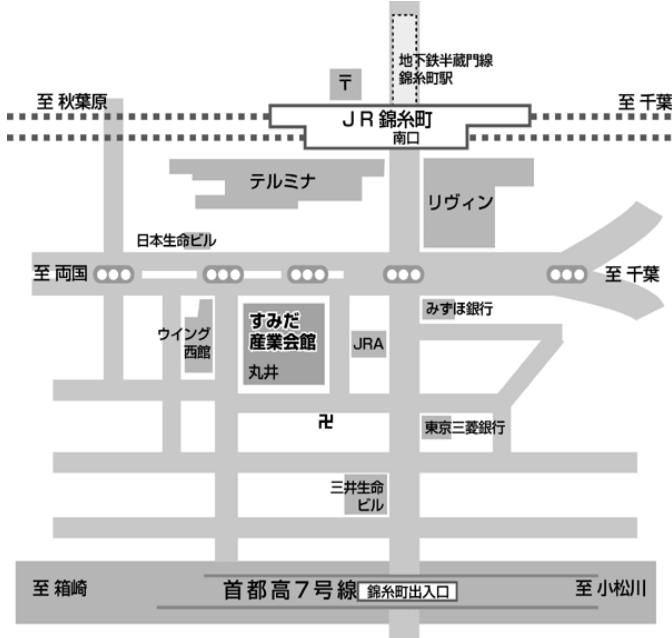 地下鉄半蔵門線
錦糸町駅
〒
至 秋葉原
至 千葉
ＪＲ 錦糸町
南口
テルミナ
リヴィン
日本生命ビル
至 両国
至 千葉
みずほ銀行
すみだ
産業会館
丸井
ウイング
西館
JRA
卍
東京三菱銀行
三井生命
ビル
至 箱崎
首都高７号線
錦糸町出入口
至 小松川